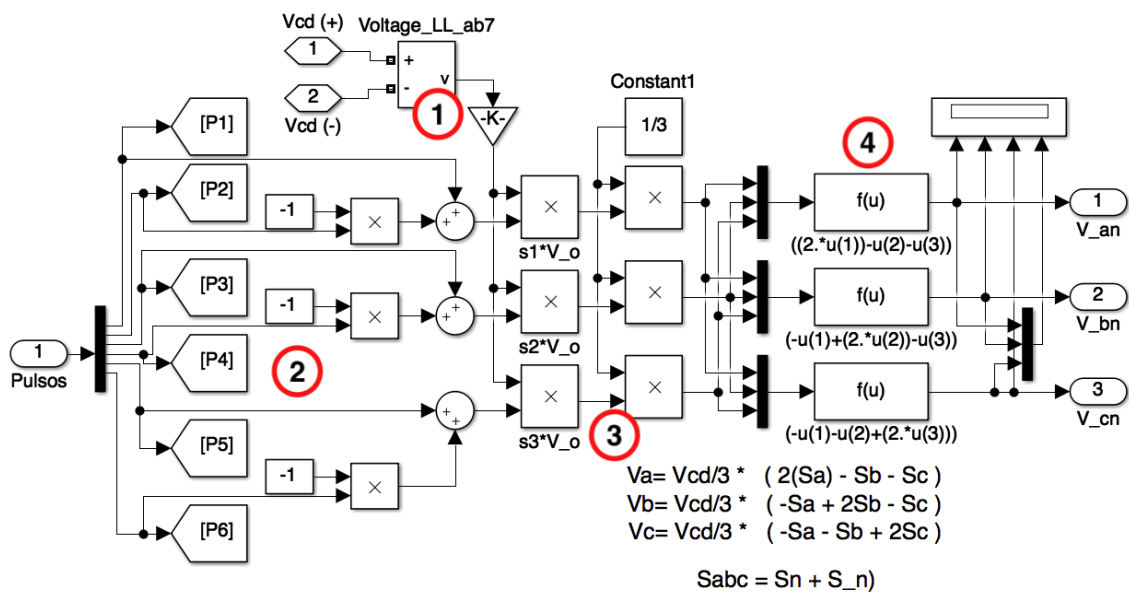 Vcd (+)
1
Voltage_LL_ab7
+
-
v
2
Vcd (-)
1
-K-
Constant1
1/3
[P1]
[P2]
-1
×
+
+
×
s1*V_o
×
4
f(u)
((2.*u(1))-u(2)-u(3))
1
V_an
[P3]
-1
×
+
+
×
s2*V_o
×
f(u)
(-u(1)+(2.*u(2))-u(3))
2
V_bn
1
Pulsos
[P4]
2
[P5]
+
+
×
s3*V_o
3
×
f(u)
(-u(1)-u(2)+(2.*u(3)))
3
V_cn
-1
×
[P6]
Va= Vcd/3 * ( 2(Sa) - Sb - Sc )
Vb= Vcd/3 * ( -Sa + 2Sb - Sc )
Vc= Vcd/3 * ( -Sa - Sb + 2Sc )
Sabc = Sn + S_n)